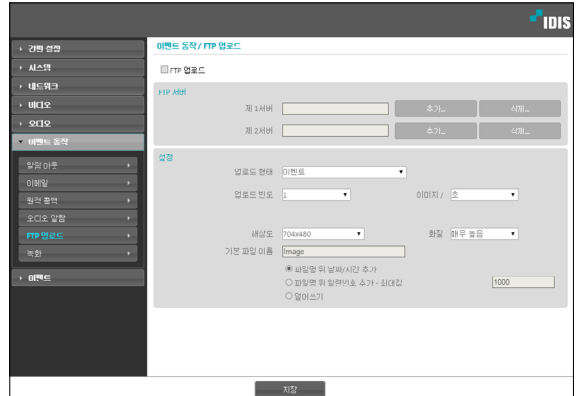 IDIS
간편 설정
시스템
네트워크
비디오
오디오
이벤트 동작
알람 아웃
이메일
원격 콜백
오디오 알람
FTP 업로드
녹화
이벤트
이벤트 동작 / FTP 업로드
FTP 업로드
FTP 서버
제 1서버 추가... 삭제...
제 2서버 추가... 삭제...
설정
업로드 형태 이벤트
업로드 빈도 1 이미지 / 초
해상도 704x480 화질 매우 높음
기본 파일 이름 Image
파일명 뒤 날짜/시간 추가
파일명 뒤 일련번호 추가 - 최대값 1000
덮어쓰기
저장